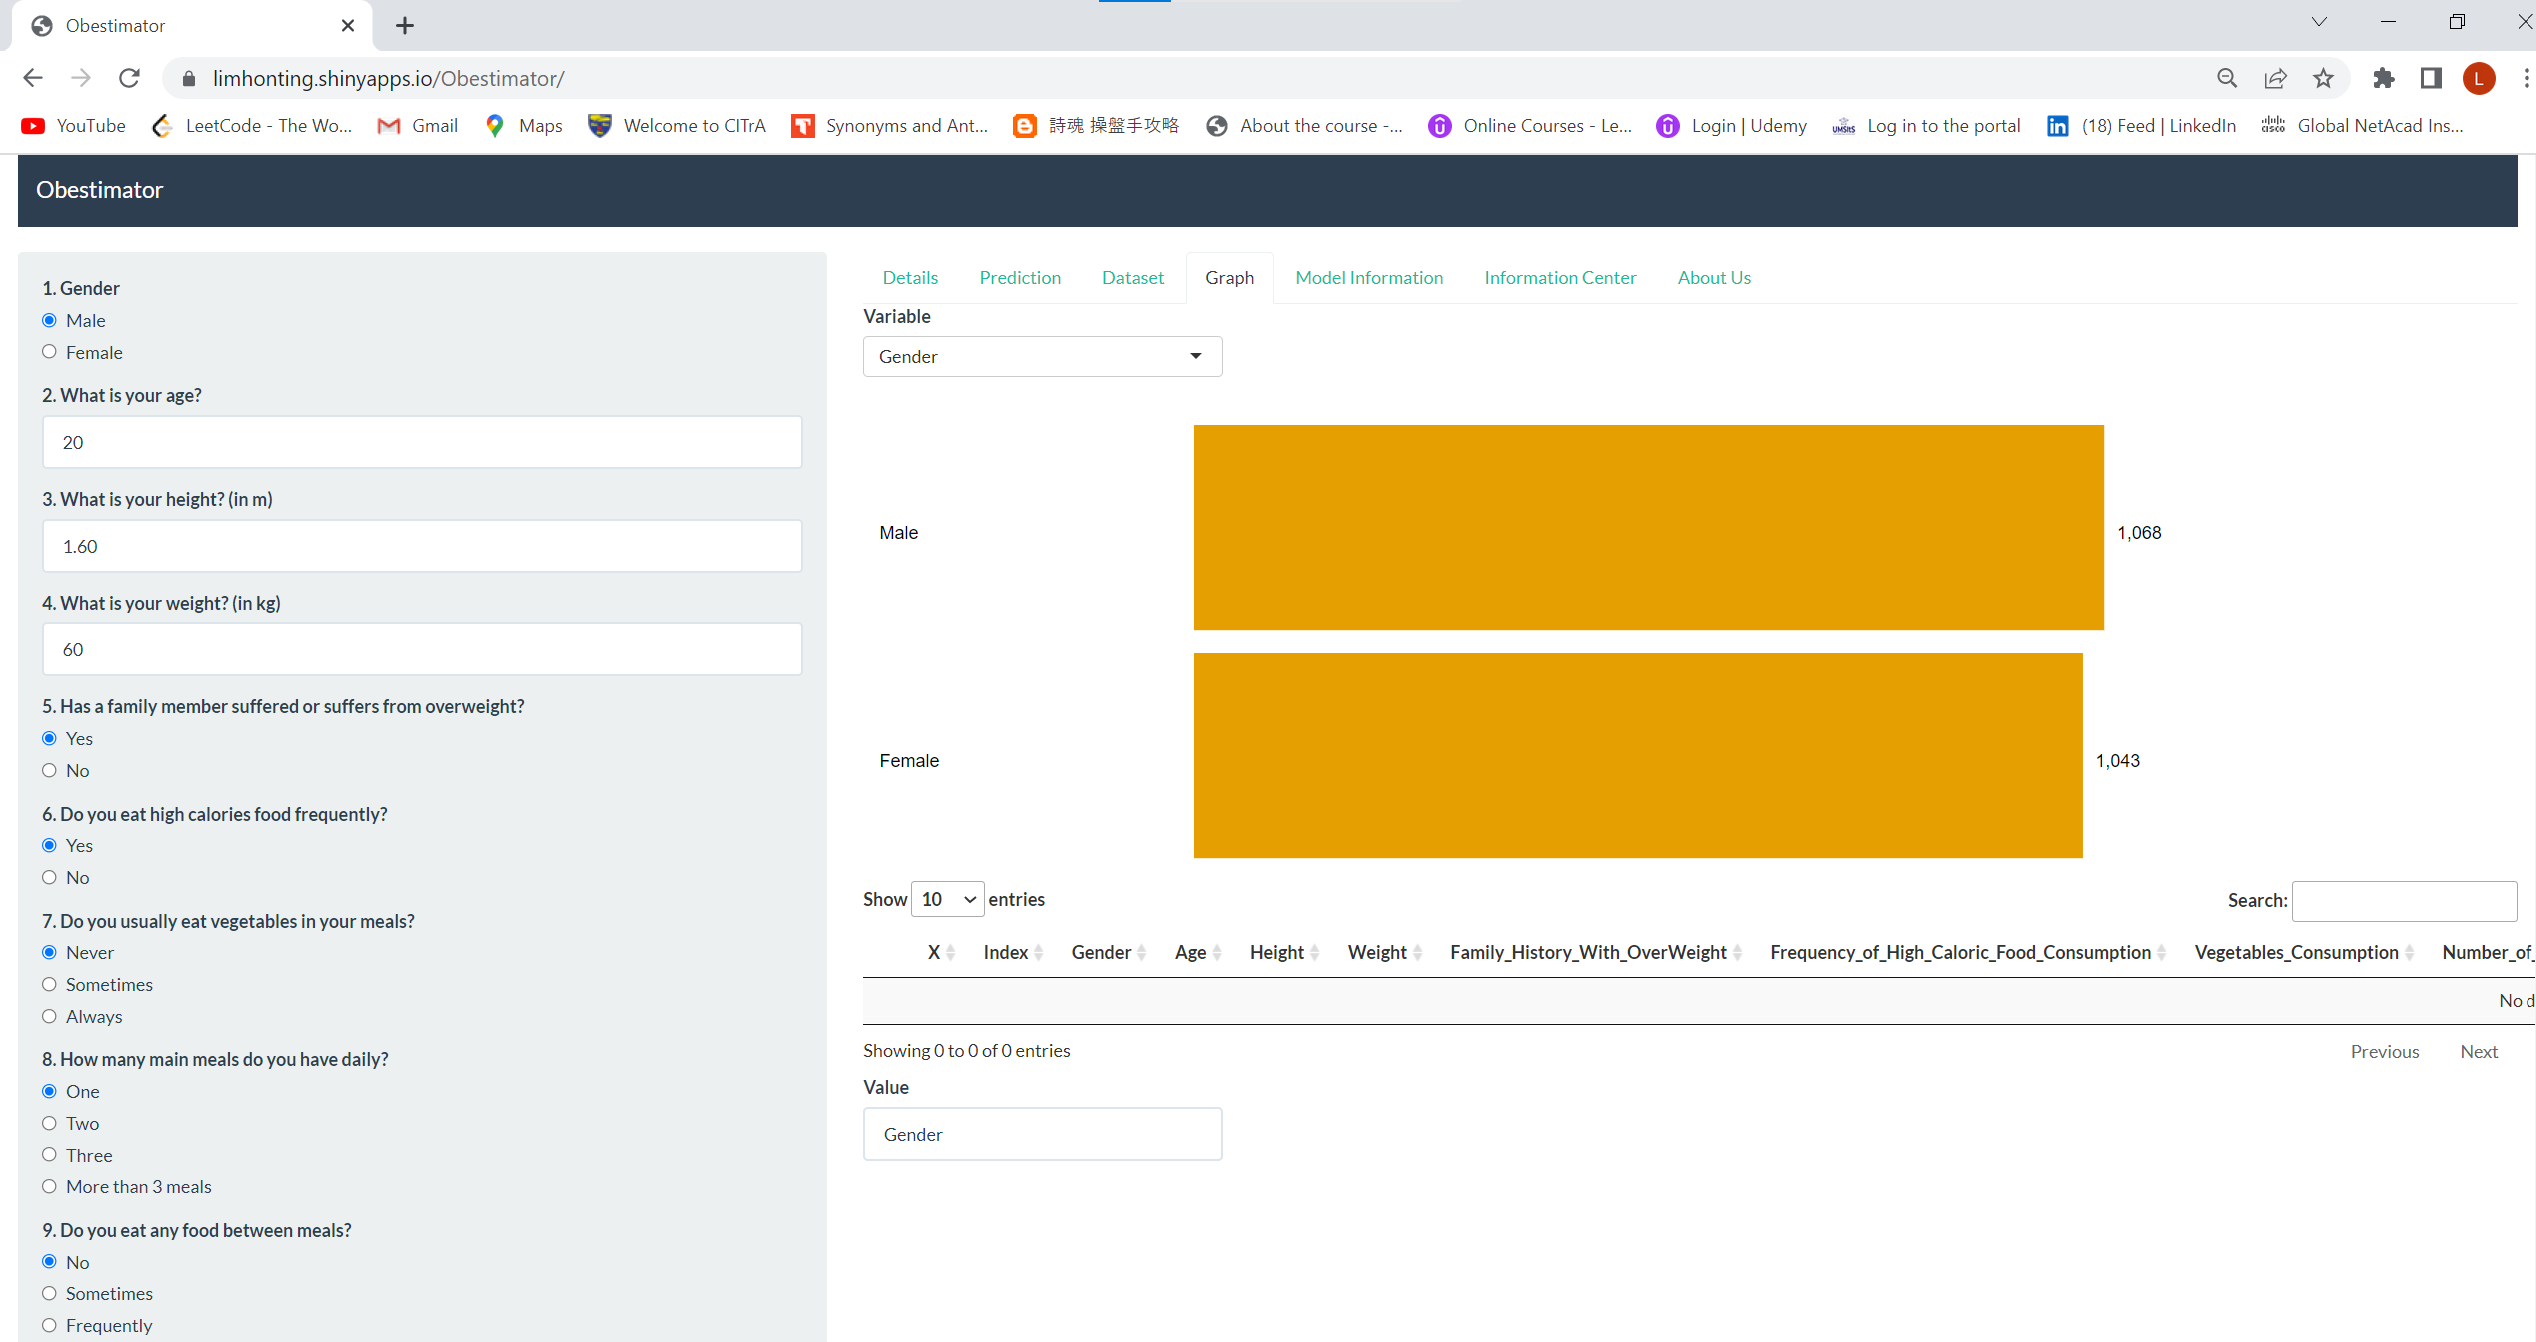 Obestimator
limhonting.shinyapps.io/Obestimator/
L
YouTube LeetCode - The Wo... Gmail Maps Welcome to CITrA Synonyms and Ant... 詩魂 操盤手攻略 About the course -... Online Courses - Le... Login | Udemy UMSitS Log in to the portal (18) Feed | LinkedIn CISCO Global NetAcad Ins...
Obestimator
1. Gender
Male
Female
2. What is your age?
20
3. What is your height? (in m)
1.60
4. What is your weight? (in kg)
60
5. Has a family member suffered or suffers from overweight?
Yes
No
6. Do you eat high calories food frequently?
Yes
No
7. Do you usually eat vegetables in your meals?
Never
Sometimes
Always
8. How many main meals do you have daily?
One
Two
Three
More than 3 meals
9. Do you eat any food between meals?
No
Sometimes
Frequently
Details Prediction Dataset Graph Model Information Information Center About Us
Variable
Gender
Male 1,068
Female 1,043
Show 10 entries Search:
X Index Gender Age Height Weight Family_History_With_OverWeight Frequency_of_High_Caloric_Food_Consumption Vegetables_Consumption Number_of_
No d
Showing 0 to 0 of 0 entries Previous Next
Value
Gender